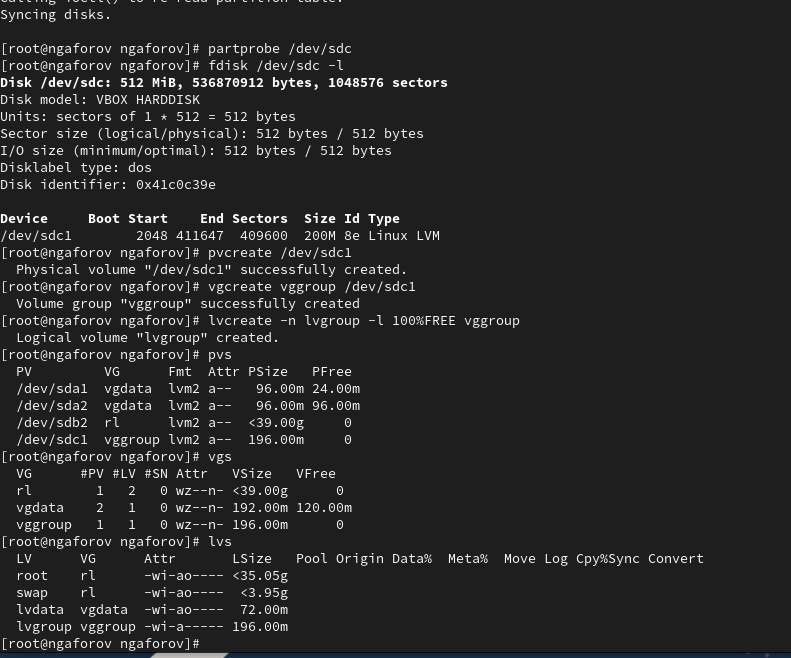 Syncing disks.
[root@ngaforov ngaforov]# partprobe /dev/sdc
[root@ngaforov ngaforov]# fdisk /dev/sdc -l
Disk /dev/sdc: 512 MiB, 536870912 bytes, 1048576 sectors
Disk model: VBOX HARDDISK
Units: sectors of 1 * 512 = 512 bytes
Sector size (logical/physical): 512 bytes / 512 bytes
I/O size (minimum/optimal): 512 bytes / 512 bytes
Disklabel type: dos
Disk identifier: 0x41c0c39e

Device     Boot Start    End Sectors  Size Id Type
/dev/sdc1        2048 411647  409600  200M 8e Linux LVM
[root@ngaforov ngaforov]# pvcreate /dev/sdc1
  Physical volume "/dev/sdc1" successfully created.
[root@ngaforov ngaforov]# vgcreate vggroup /dev/sdc1
  Volume group "vggroup" successfully created
[root@ngaforov ngaforov]# lvcreate -n lvgroup -l 100%FREE vggroup
  Logical volume "lvgroup" created.
[root@ngaforov ngaforov]# pvs
  PV         VG      Fmt  Attr PSize   PFree
  /dev/sda1  vgdata  lvm2 a--   96.00m 24.00m
  /dev/sda2  vgdata  lvm2 a--   96.00m 96.00m
  /dev/sdb2  rl      lvm2 a--  <39.00g     0
  /dev/sdc1  vggroup lvm2 a--  196.00m     0
[root@ngaforov ngaforov]# vgs
  VG      #PV #LV #SN Attr   VSize   VFree
  rl        1   2   0 wz--n- <39.00g      0
  vgdata    2   1   0 wz--n- 192.00m 120.00m
  vggroup   1   1   0 wz--n- 196.00m      0
[root@ngaforov ngaforov]# lvs
  LV      VG      Attr       LSize   Pool Origin Data%  Meta%  Move Log Cpy%Sync Convert
  root    rl      -wi-ao---- <35.05g
  swap    rl      -wi-ao----  <3.95g
  lvdata  vgdata  -wi-ao----  72.00m
  lvgroup vggroup -wi-a----- 196.00m
[root@ngaforov ngaforov]#